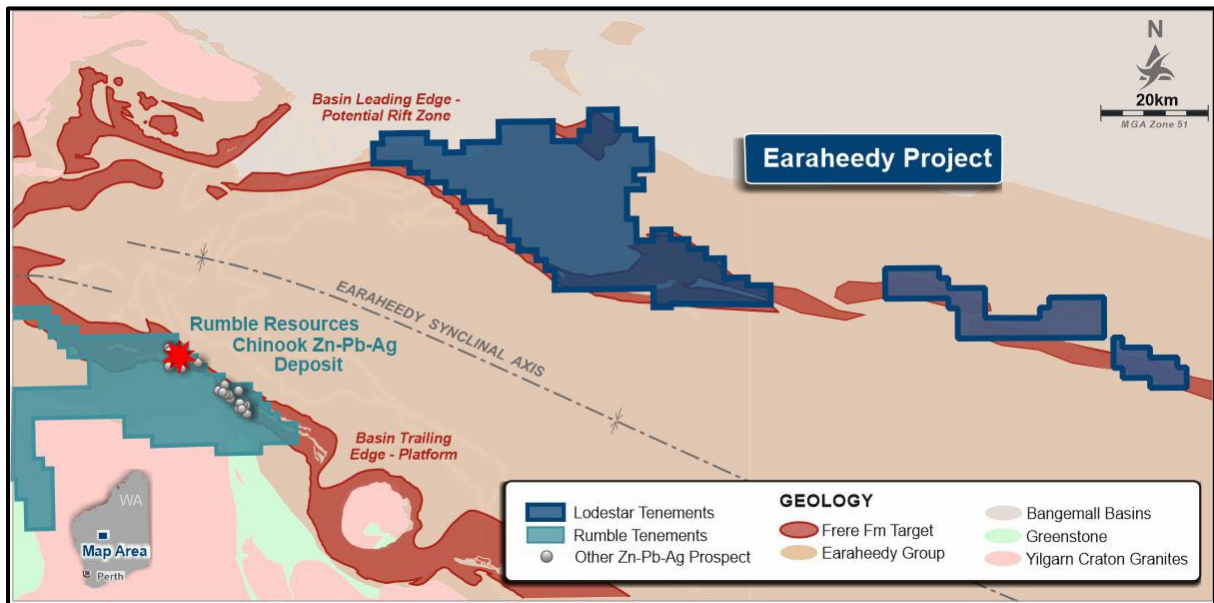 N
20km
MGA Zone 51
Basin Leading Edge -
Potential Rift Zone
Earaheedy Project
EARAHEEDY SYNCLINAL AXIS
Rumble Resources
Chinook Zn-Pb-Ag
Deposit
Basin Trailing
Edge - Platform
WA
Map Area
Perth
Lodestar Tenements
Rumble Tenements
Other Zn-Pb-Ag Prospect
GEOLOGY
Frere Fm Target
Earaheedy Group
Bangemall Basins
Greenstone
Yilgarn Craton Granites